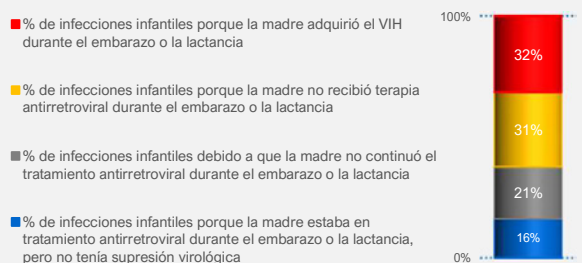 % de infecciones infantiles porque la madre adquirió el VIH
durante el embarazo o la lactancia
% de infecciones infantiles porque la madre no recibió terapia
antirretroviral durante el embarazo o la lactancia
% de infecciones infantiles debido a que la madre no continuó el
tratamiento antirretroviral durante el embarazo o la lactancia
% de infecciones infantiles porque la madre estaba en
tratamiento antirretroviral durante el embarazo o la lactancia,
pero no tenía supresión virológica
100%
32%
31%
21%
16%
0%